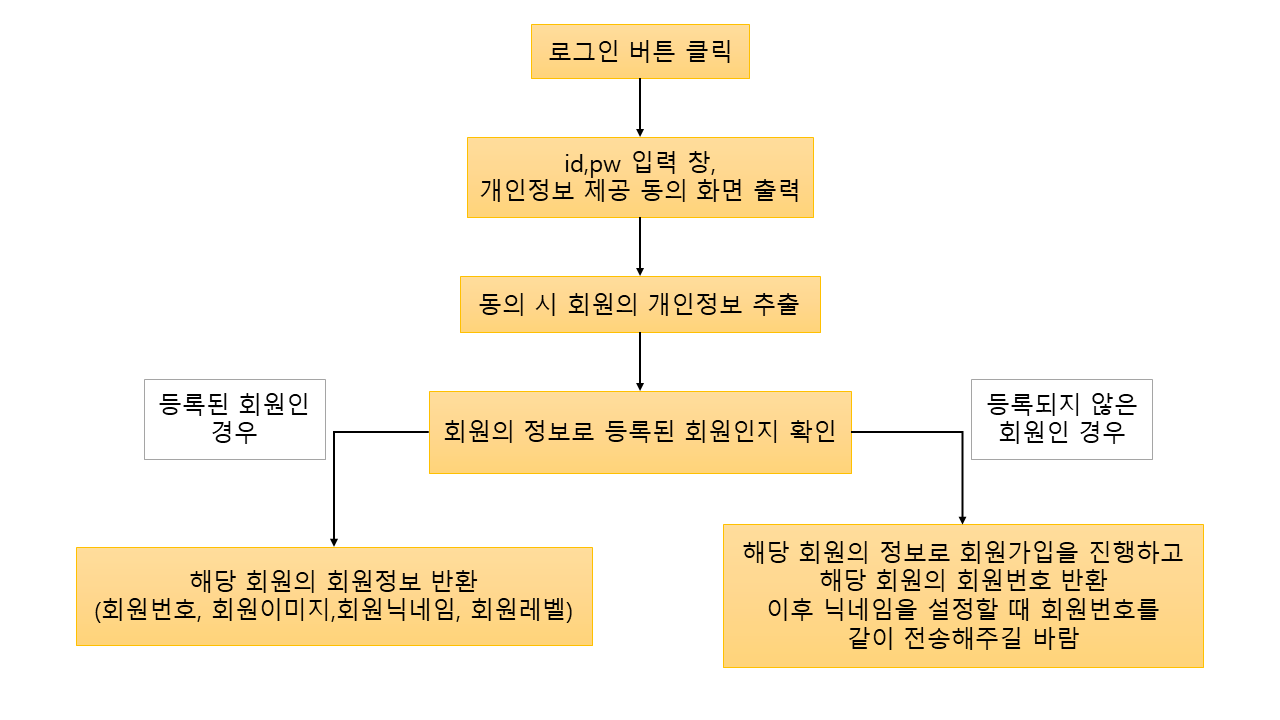 로그인 버튼 클릭
id,pw 입력 창,
개인정보 제공 동의 화면 출력
동의 시 회원의 개인정보 추출
등록된 회원인
경우
회원의 정보로 등록된 회원인지 확인
등록되지 않은
회원인 경우
해당 회원의 회원정보 반환
(회원번호, 회원이미지,회원닉네임, 회원레벨)
해당 회원의 정보로 회원가입을 진행하고
해당 회원의 회원번호 반환
이후 닉네임을 설정할 때 회원번호를
같이 전송해주길 바람